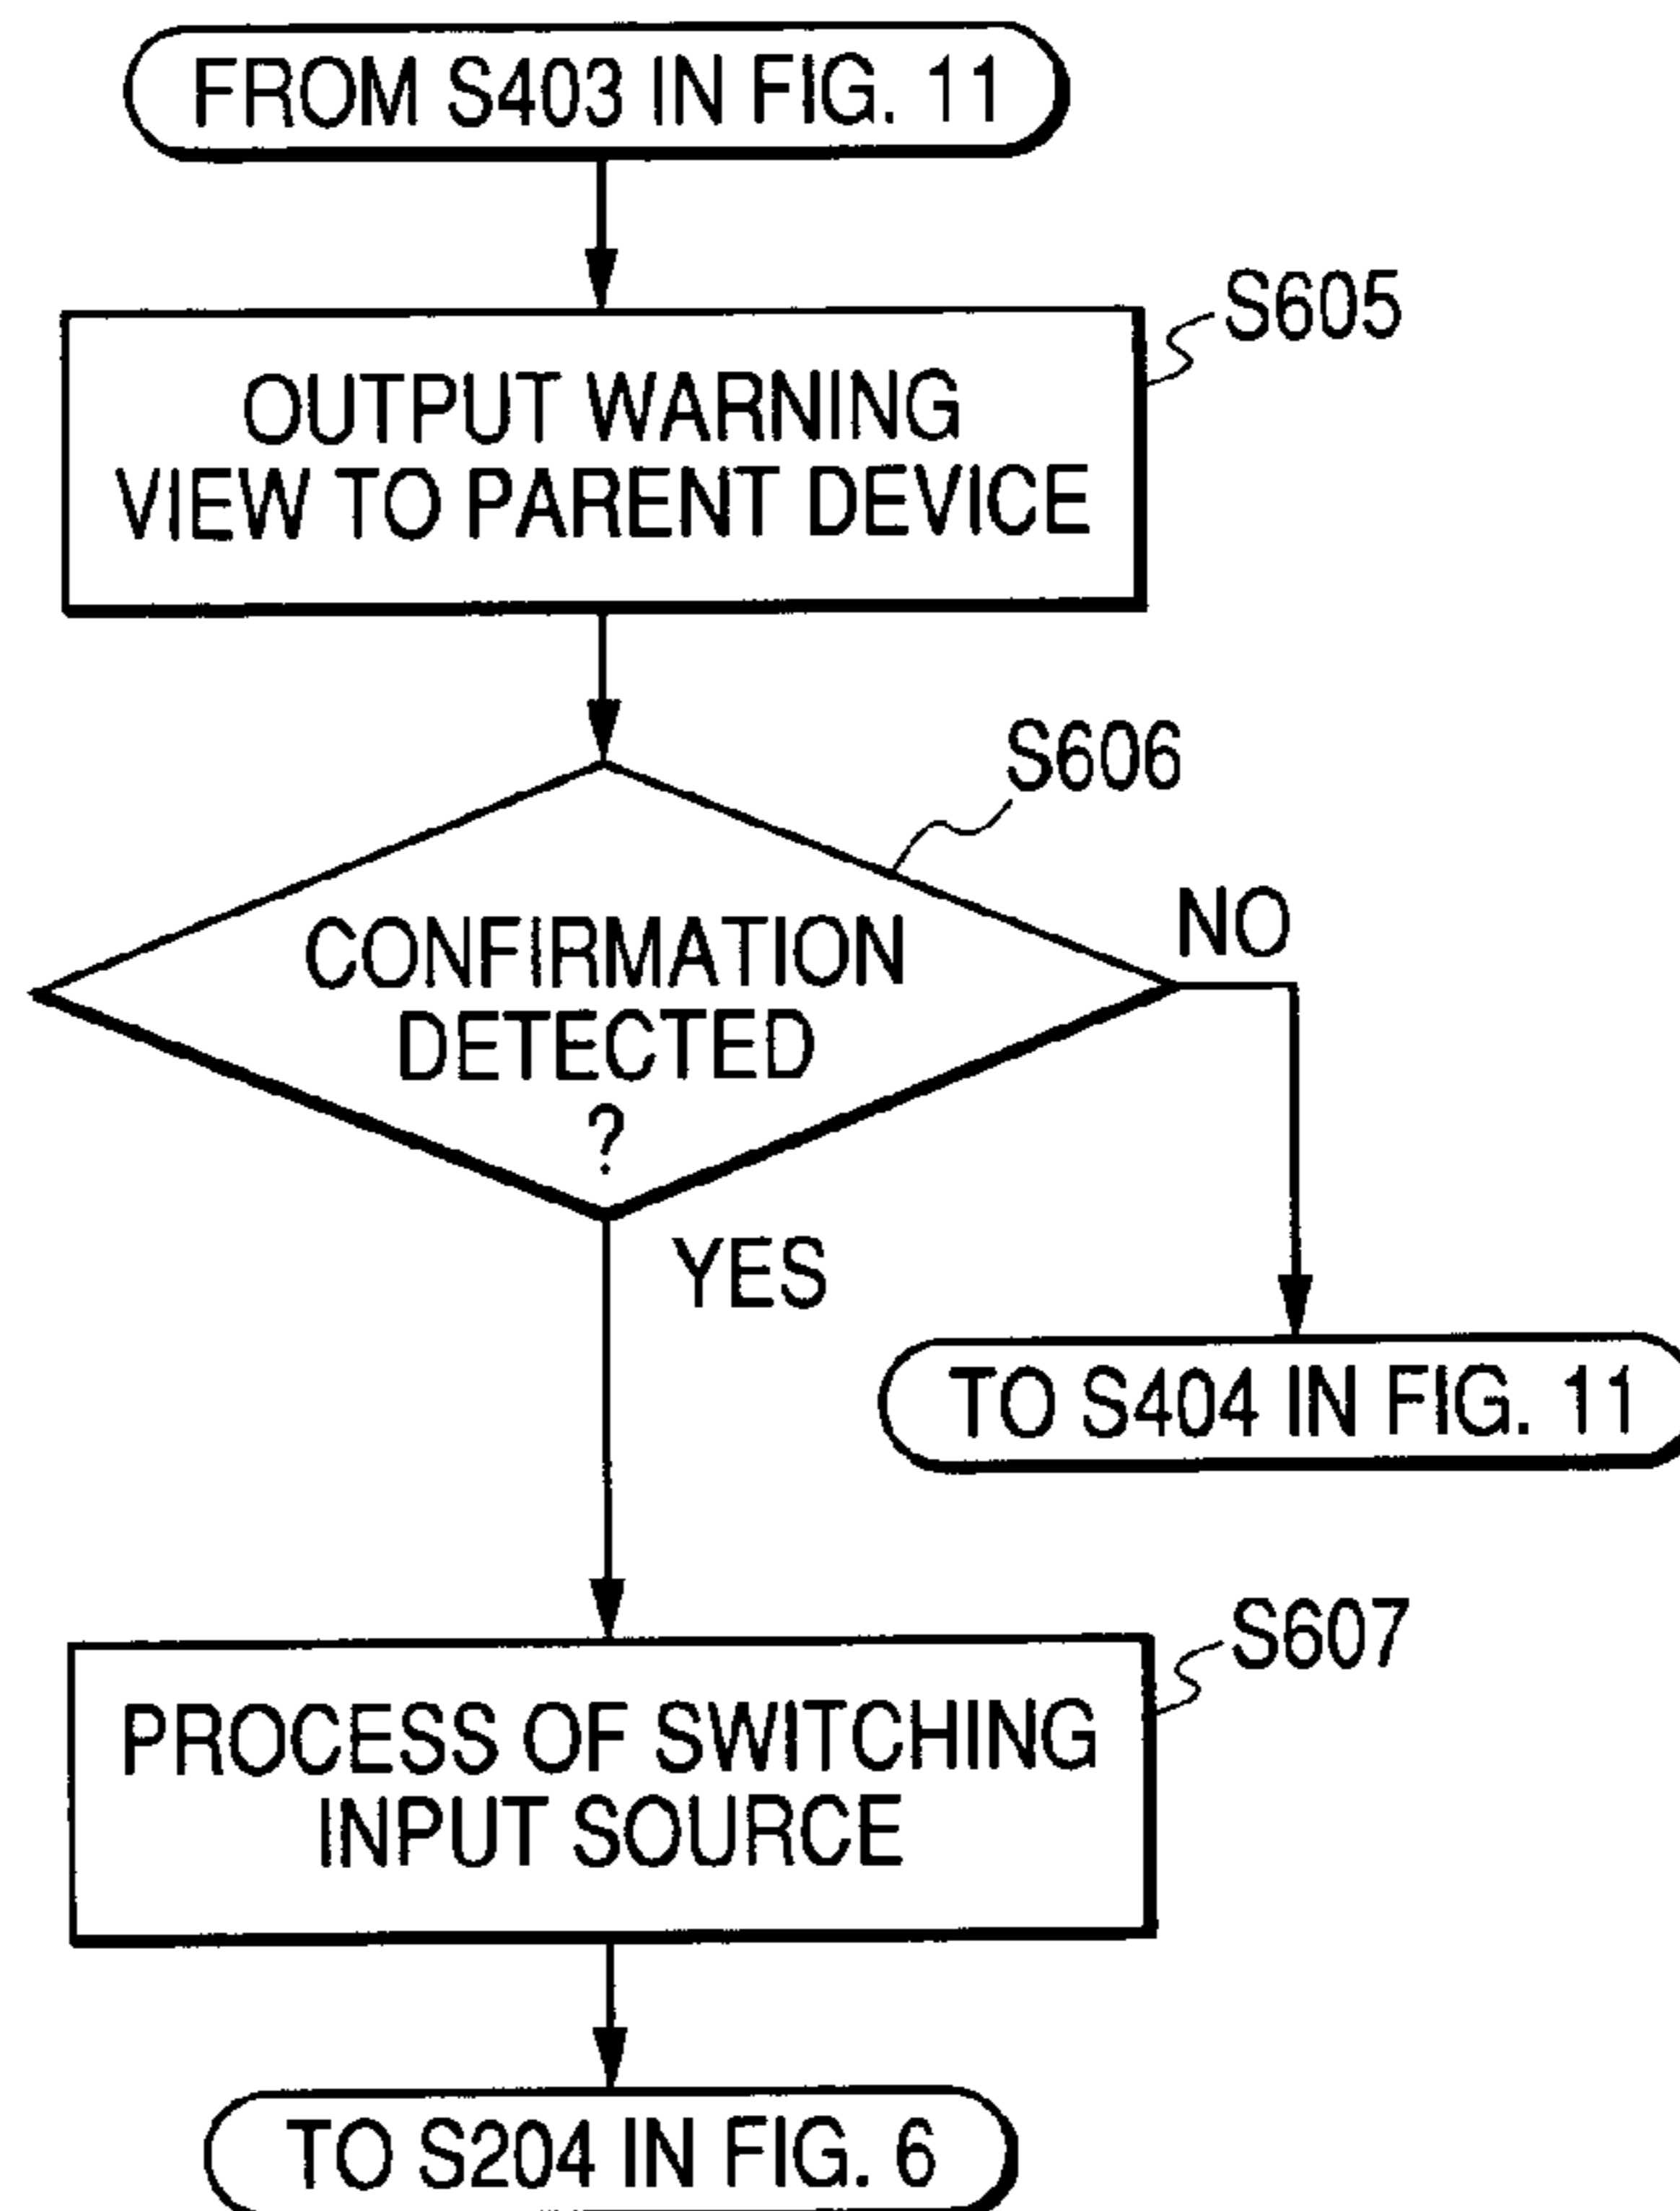 FROM S403 IN FIG. 11
S605
OUTPUT WARNING
VIEW TO PARENT DEVICE
S606
CONFIRMATION
DETECTED
?
NO
YES
TO S404 IN FIG. 11
S607
PROCESS OF SWITCHING
INPUT SOURCE
TO S204 IN FIG. 6